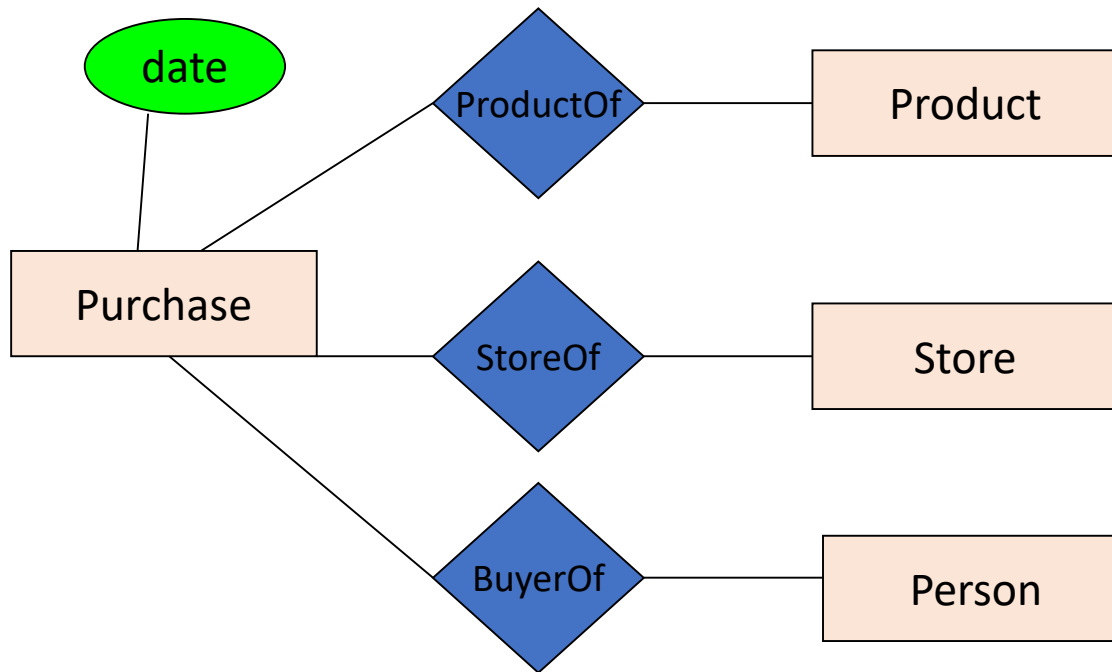 date
ProductOf
Product
Purchase
StoreOf
Store
BuyerOf
Person